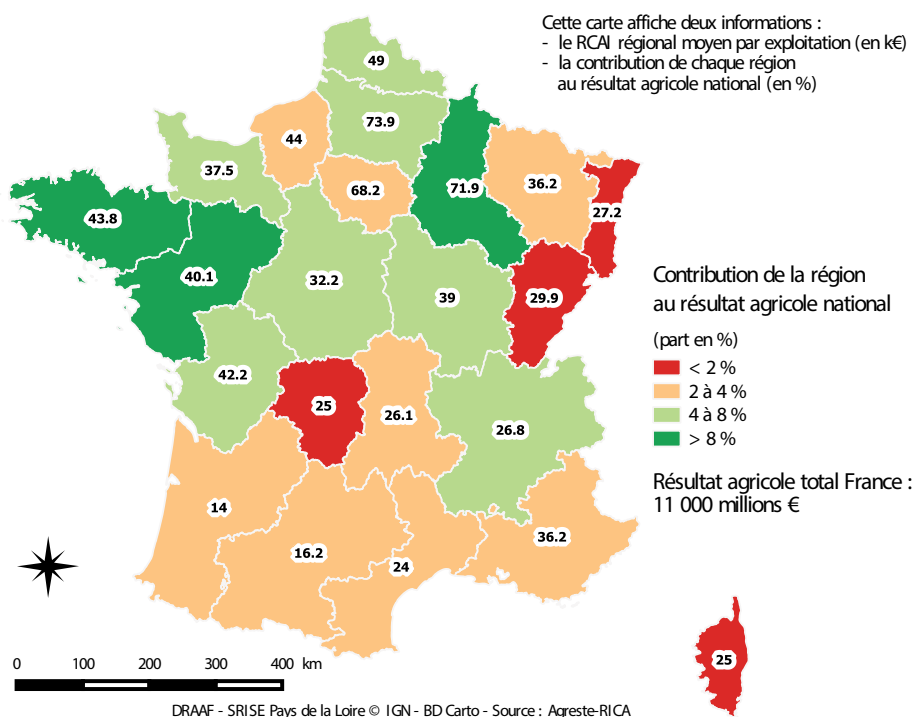 Cette carte affiche deux informations :
- le RCAI régional moyen par exploitation (en k€)
- la contribution de chaque région
au résultat agricole national (en %)
49
73.9
44
37.5
68.2
71.9
36.2
27.2
43.8
40.1
32.2
39
29.9
42.2
25
26.1
26.8
14
16.2
24
36.2
25
Contribution de la région
au résultat agricole national
(part en %)
< 2 %
2 à 4 %
4 à 8 %
> 8 %
Résultat agricole total France :
11 000 millions €
0 100 200 300 400 km
DRAAF - SRISE Pays de la Loire © IGN - BD Carto - Source : Agreste-RICA